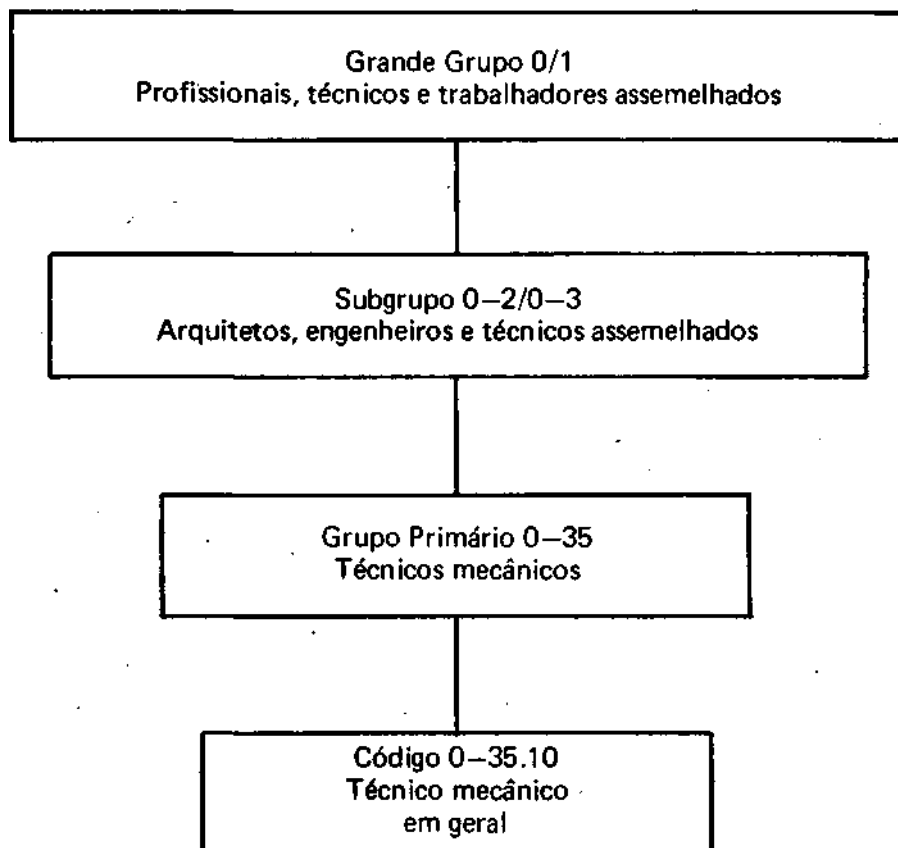 Grande Grupo 0/1
Profissionais, técnicos e trabalhadores assemelhados
Subgrupo 0—2/0—3
Arquitetos, engenheiros e técnicos assemelhados
Grupo Primário 0—35
Técnicos mecânicos
Código 0—35.10
Técnico mecânico
em geral